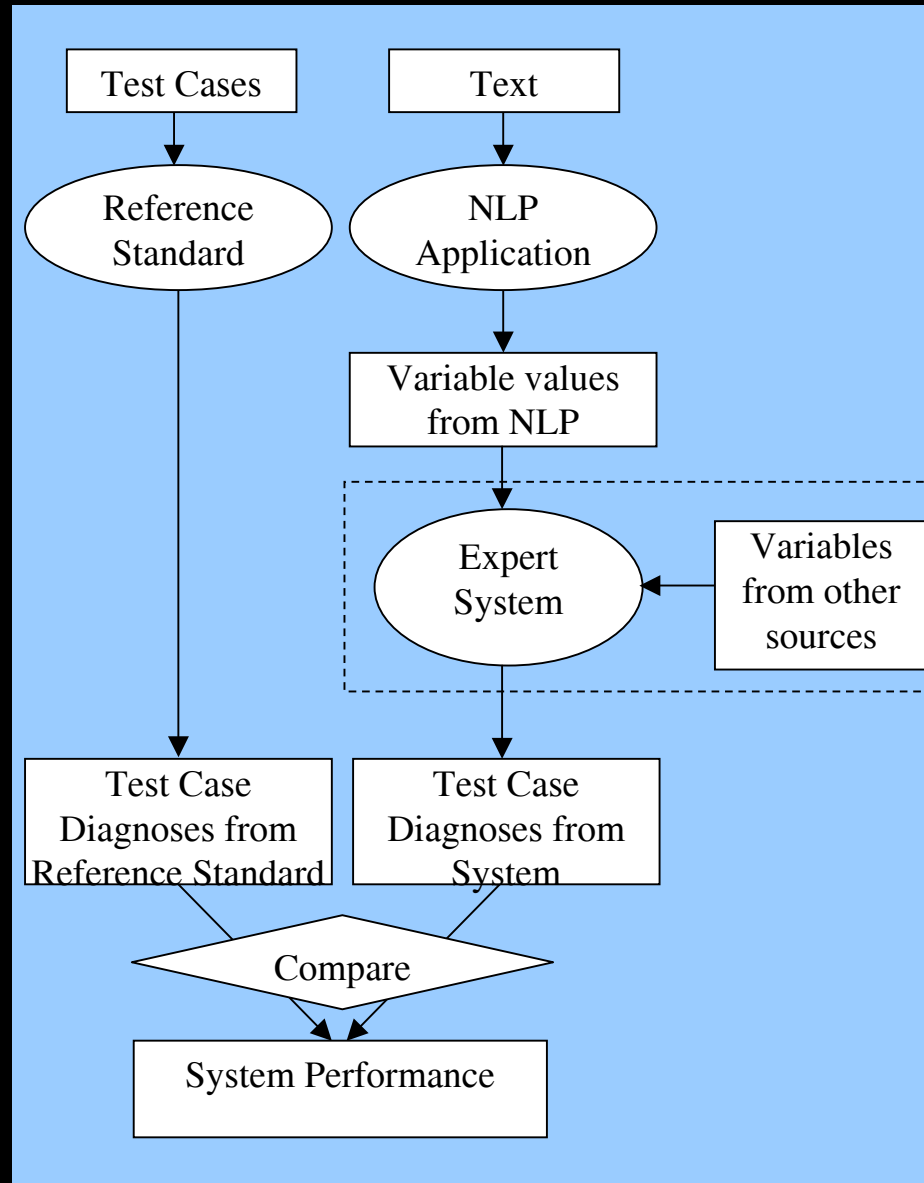 Test Cases
Text
Reference
Standard
NLP
Application
Variable values
from NLP
Expert
System
Variables
from other
sources
Test Case
Diagnoses from
Reference Standard
Test Case
Diagnoses from
System
Compare
System Performance